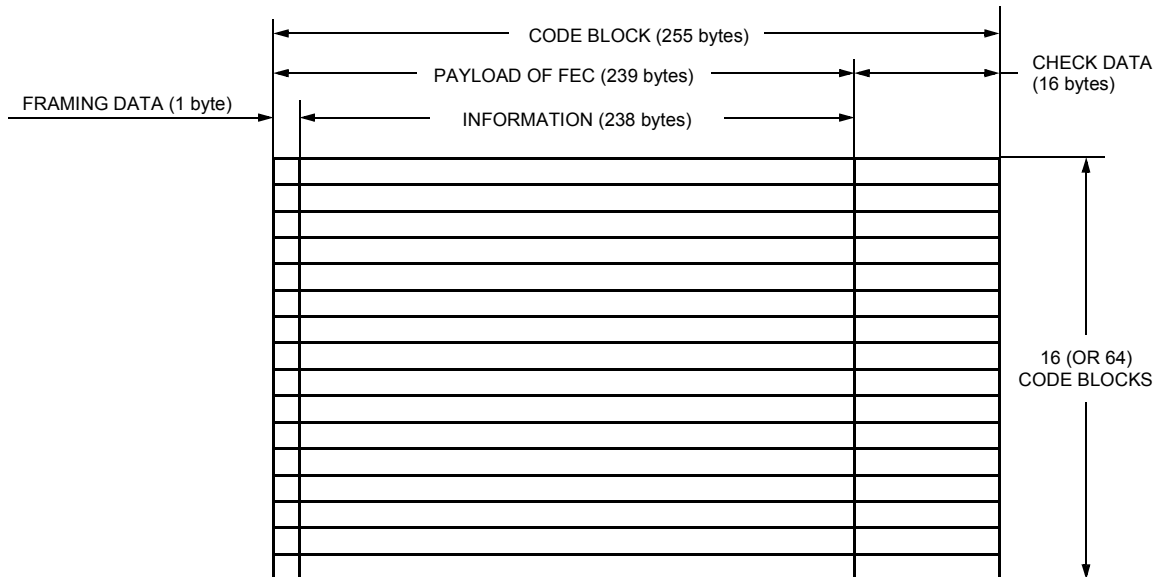 CODE BLOCK (255 bytes)
PAYLOAD OF FEC (239 bytes)
CHECK DATA
(16 bytes)
FRAMING DATA (1 byte)
INFORMATION (238 bytes)
16 (OR 64)
CODE BLOCKS